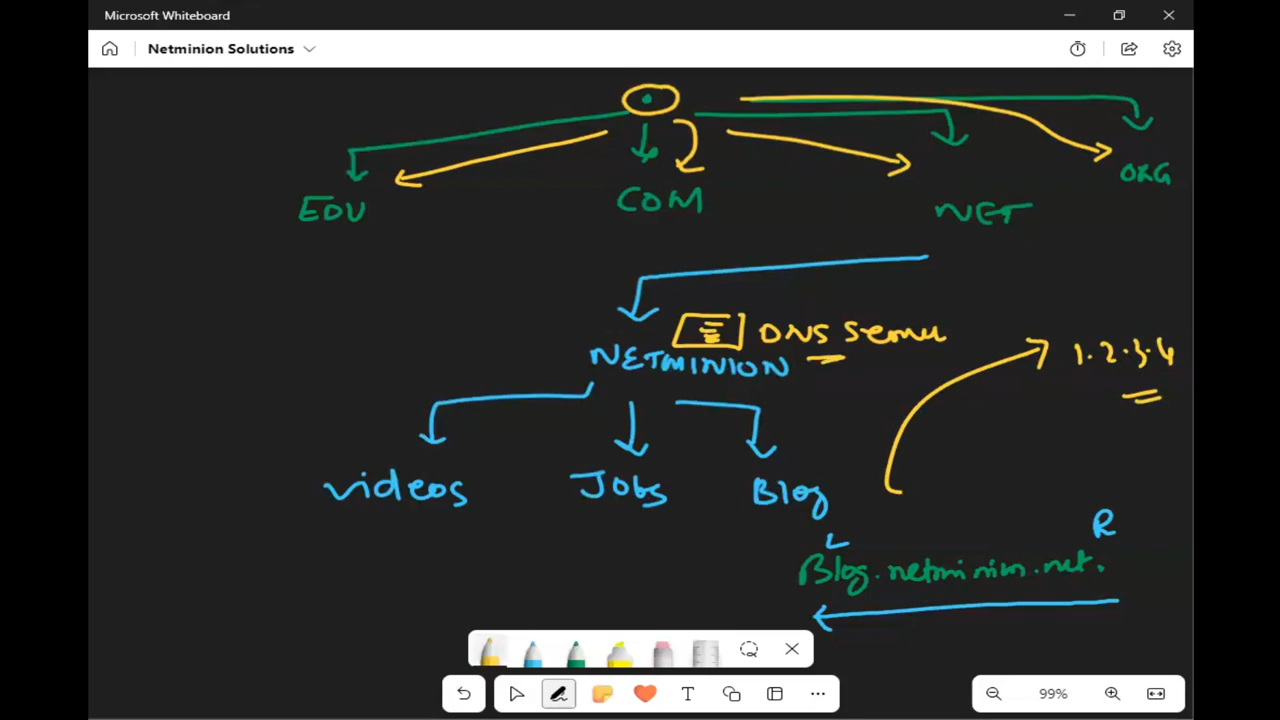 Microsoft Whiteboard
Netminion Solutions
EDU
COM
NET
ORG
DNS
NETMINION
1.2.3.4
videos
Jobs
Blog
L
R
Blog.netminion.net.
99%